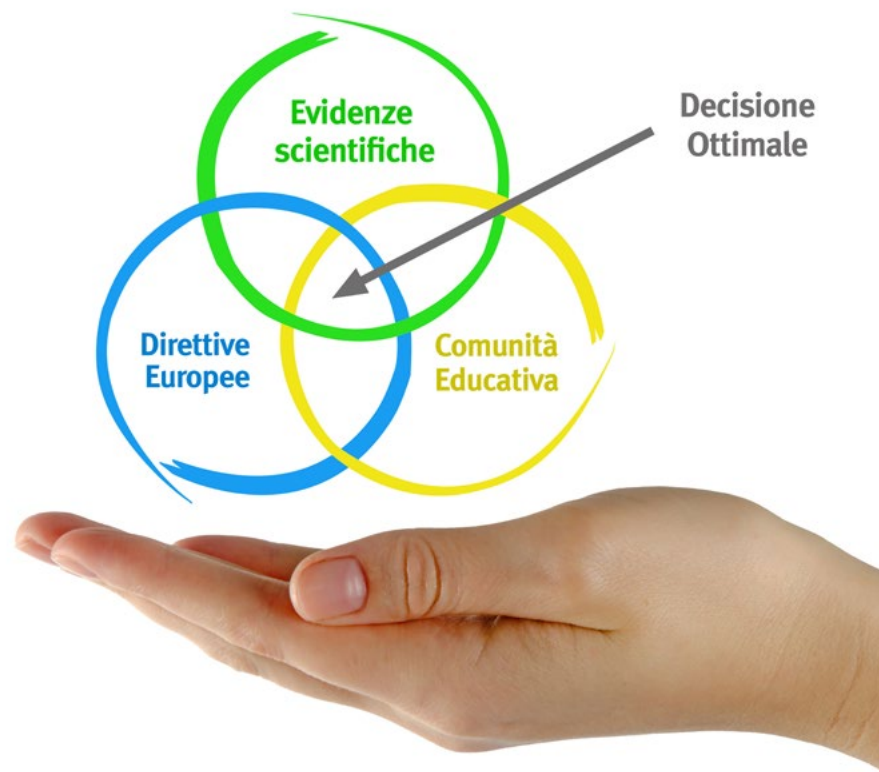 Evidenze
scientifiche
Decisione
Ottimale
Direttive
Europee
Comunità
Educativa